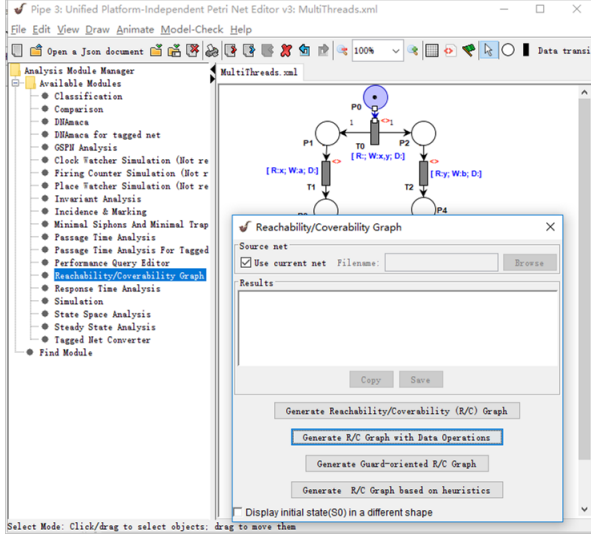 Pipe 3: Unified Platform-Independent Petri Net Editor v3: MultiThreads.xml
File Edit View Draw Animate Model-Check Help
Open a Json document 100% Data transi
Analysis Module Manager
Available Modules
Classification
Comparison
DNAmaca
DNAmaca for tagged net
GSPN Analysis
Clock Watcher Simulation (Not re
Firing Counter Simulation (Not r
Place Watcher Simulation (Not re
Invariant Analysis
Incidence & Marking
Minimal Siphons And Minimal Trap
Passage Time Analysis
Passage Time Analysis For Tagged
Performance Query Editor
Reachability/Coverability Graph
Response Time Analysis
Simulation
State Space Analysis
Steady State Analysis
Tagged Net Converter
Find Module
MultiThreads.xml
P0
1 <> 1
P1 T0 P2
[ R:; W:x,y; D:]
<> <>
[ R:x; W:a; D:] [ R:y; W:b; D:]
T1 T2
P4
Reachability/Coverability Graph
Source net
Use current net Filename: Browse
Results
Copy Save
Generate Reachability/Coverability (R/C) Graph
Generate R/C Graph with Data Operations
Generate Guard-oriented R/C Graph
Generate R/C Graph based on heuristics
Display initial state(S0) in a different shape
Select Mode: Click/drag to select objects; drag to move them